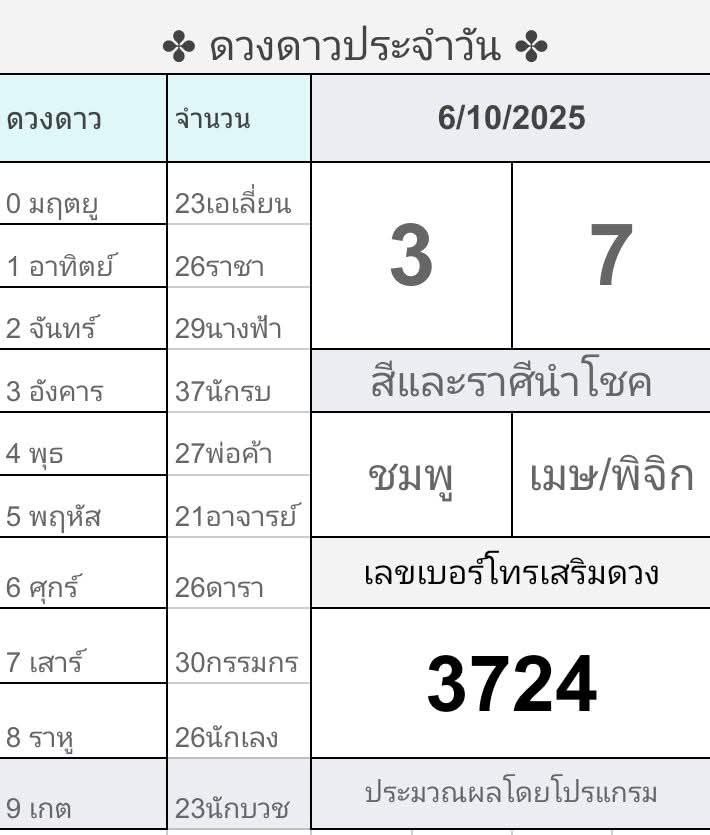 ✤ ดวงดาวประจำวัน ✤
ดวงดาว จำนวน 6/10/2025
0 มฤตยู 23เอเลี่ยน
1 อาทิตย์ 26ราชา
2 จันทร์ 29นางฟ้า
3 7
3 อังคาร 37นักรบ
สีและราศีนำโชค
4 พุธ 27พ่อค้า
5 พฤหัส 21อาจารย์
ชมพู เมษ/พิจิก
6 ศุกร์ 26ดารา
เลขเบอร์โทรเสริมดวง
7 เสาร์ 30กรรมกร
8 ราหู 26นักเลง
3724
9 เกต 23นักบวช
ประมวณผลโดยโปรแกรม